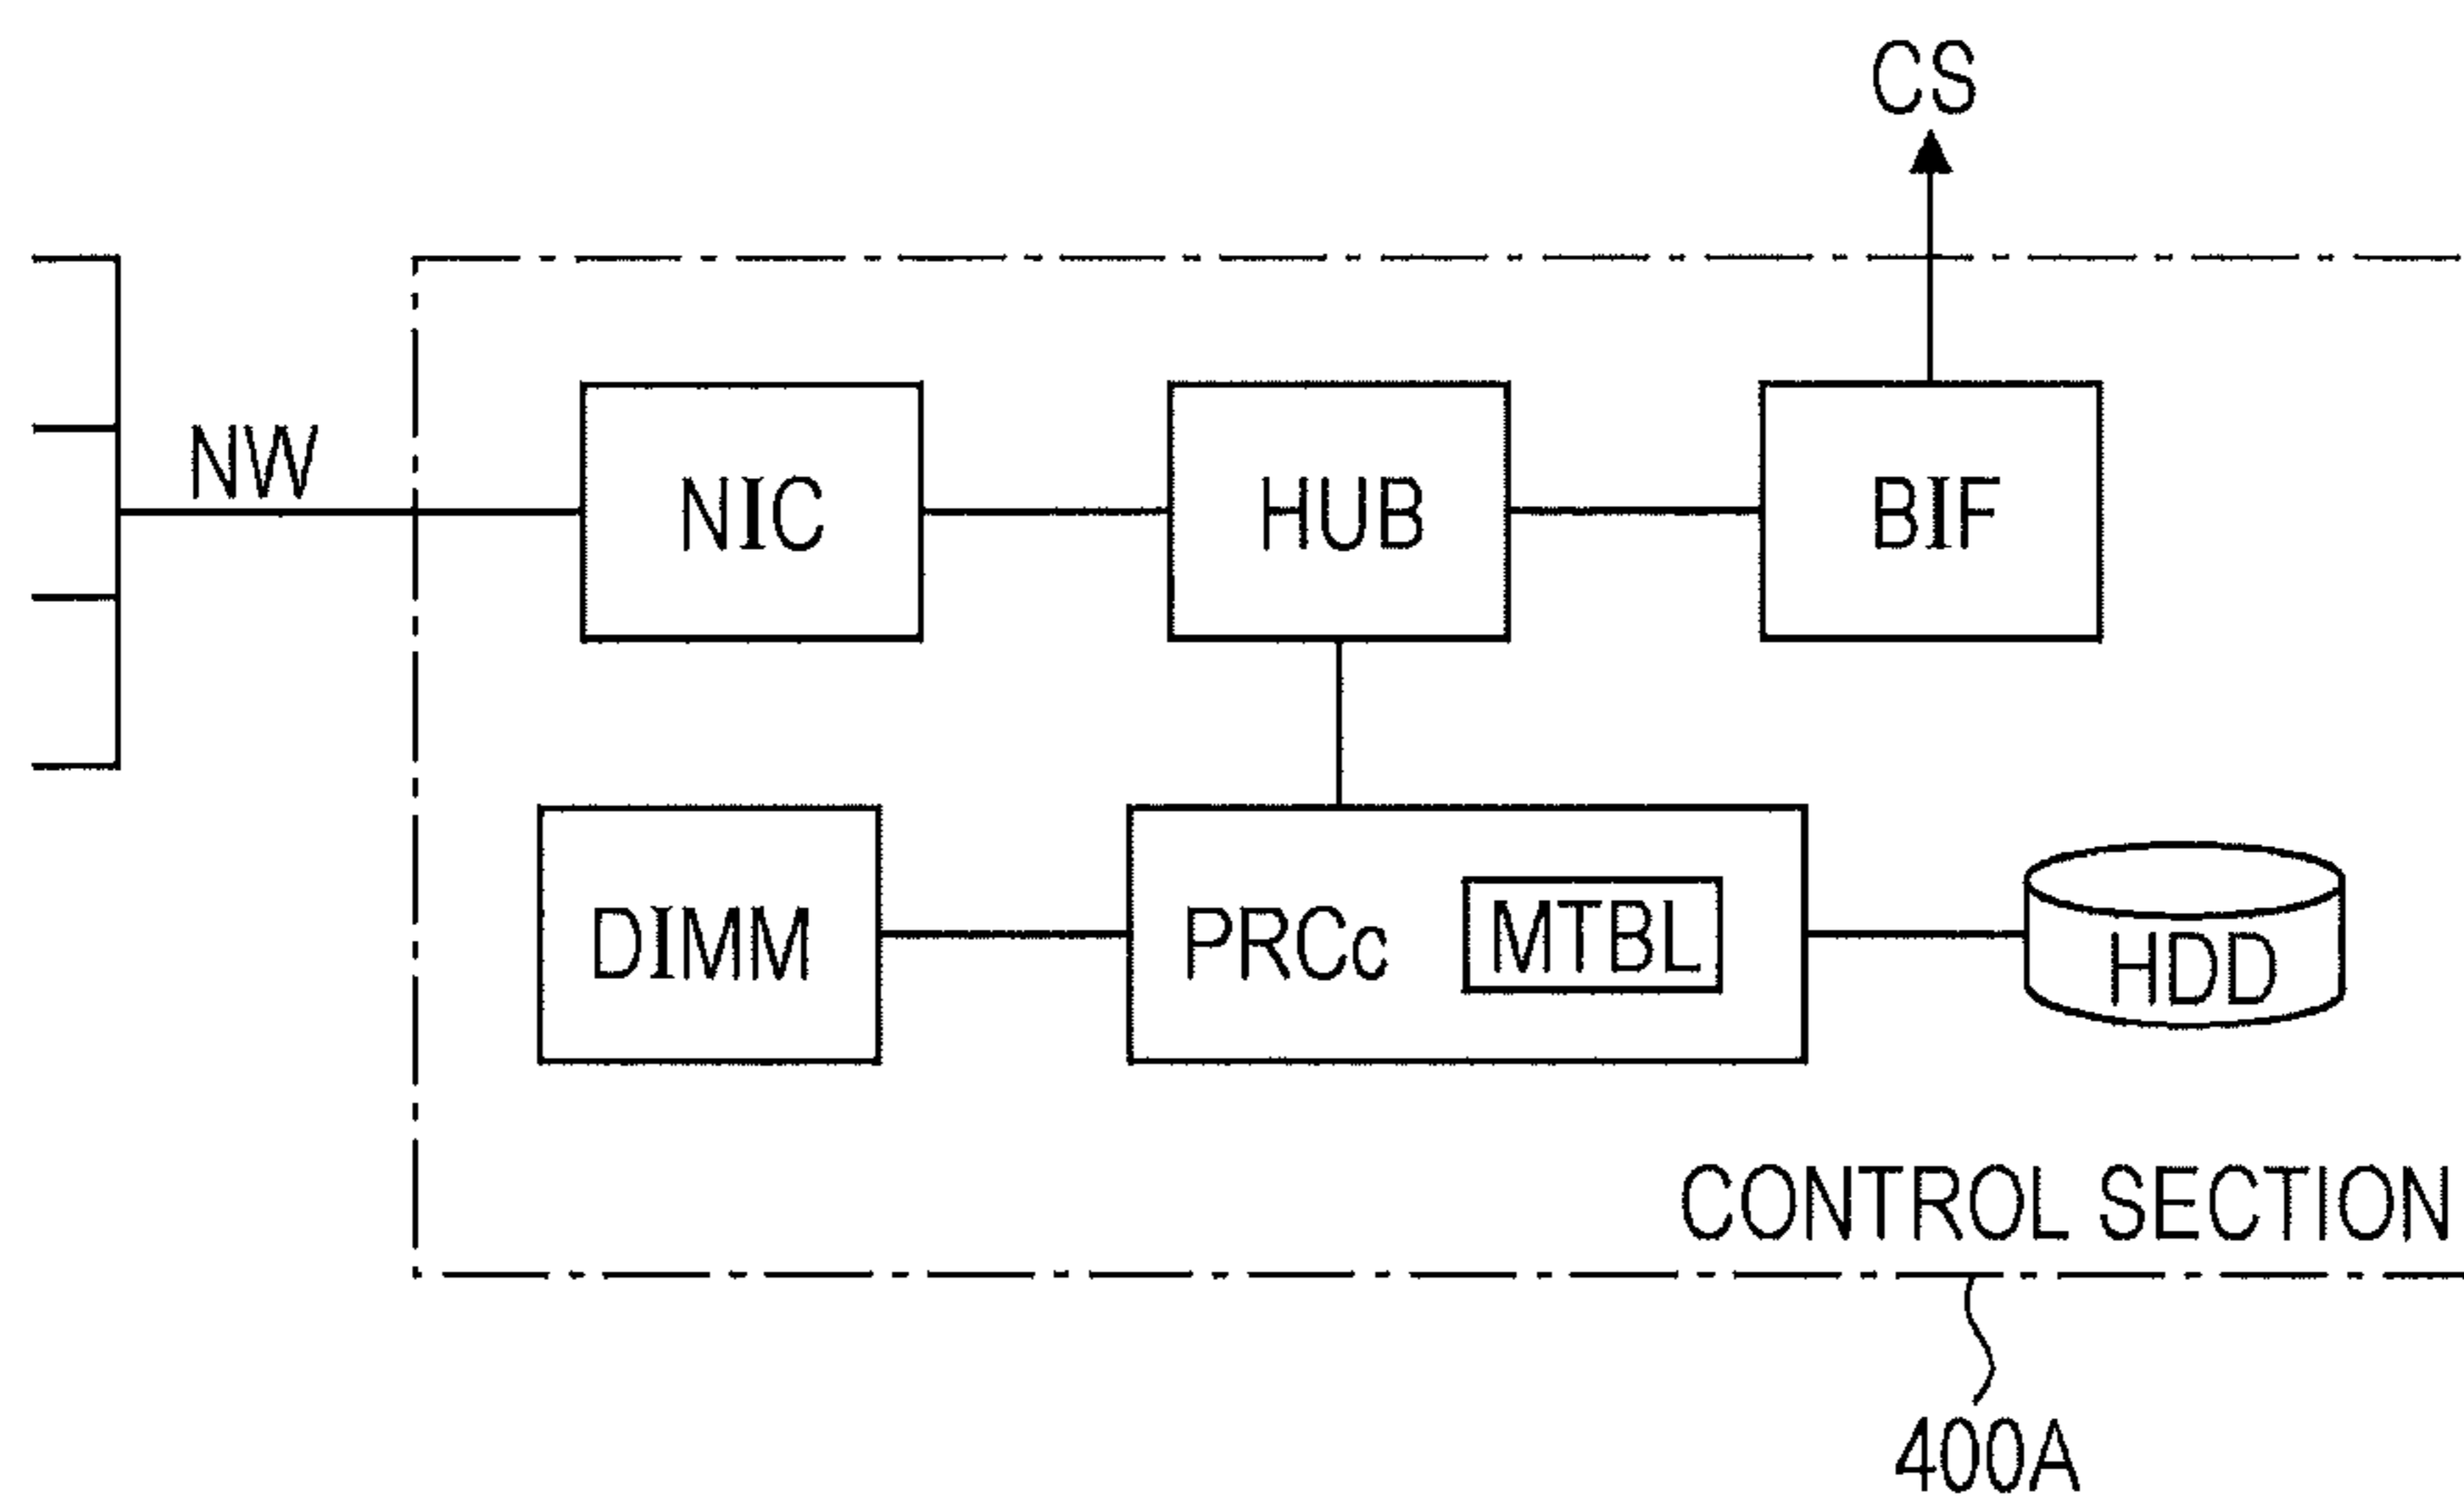 CS
NW
NIC
HUB
BIF
DIMM
PRCc
MTBL
HDD
CONTROL SECTION
400A